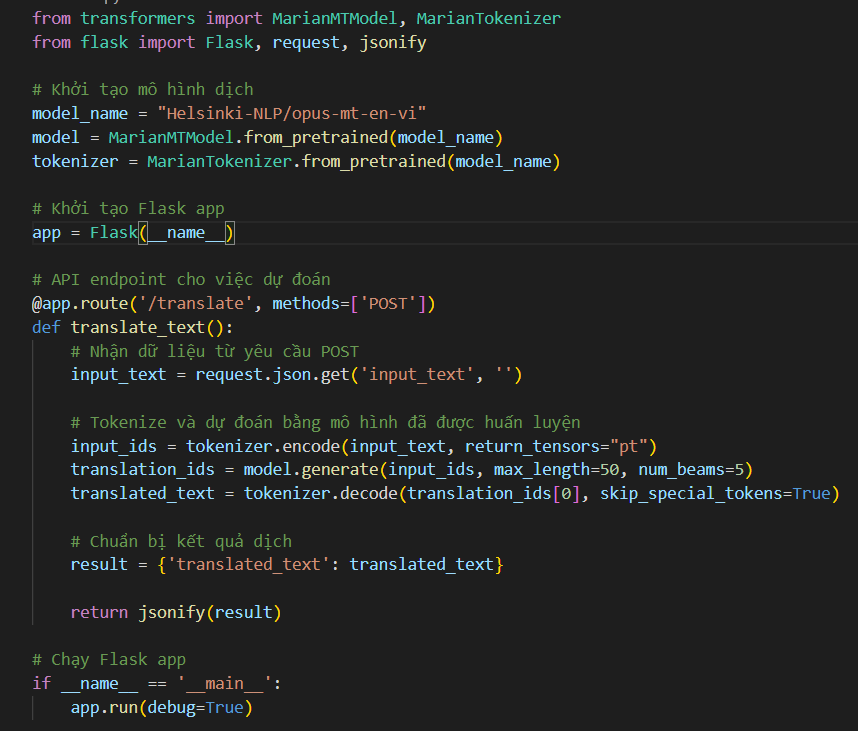 from transformers import MarianMTModel, MarianTokenizer
from flask import Flask, request, jsonify
# Khởi tạo mô hình dịch
model_name = "Helsinki-NLP/opus-mt-en-vi"
model = MarianMTModel.from_pretrained(model_name)
tokenizer = MarianTokenizer.from_pretrained(model_name)
# Khởi tạo Flask app
app = Flask(__name__)
# API endpoint cho việc dự đoán
@app.route('/translate', methods=['POST'])
def translate_text():
    # Nhận dữ liệu từ yêu cầu POST
    input_text = request.json.get('input_text', '')
    # Tokenize và dự đoán bằng mô hình đã được huấn luyện
    input_ids = tokenizer.encode(input_text, return_tensors="pt")
    translation_ids = model.generate(input_ids, max_length=50, num_beams=5)
    translated_text = tokenizer.decode(translation_ids[0], skip_special_tokens=True)
    # Chuẩn bị kết quả dịch
    result = {'translated_text': translated_text}
    return jsonify(result)
# Chạy Flask app
if __name__ == '__main__':
    app.run(debug=True)